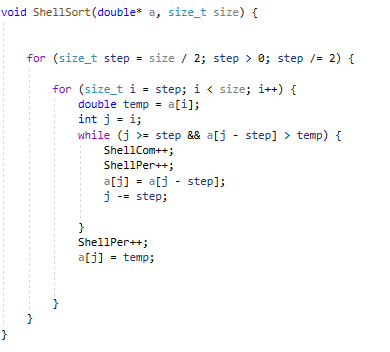 void ShellSort(double* a, size_t size) {
for (size_t step = size / 2; step > 0; step /= 2) {
for (size_t i = step; i < size; i++) {
double temp = a[i];
int j = i;
while (j >= step && a[j - step] > temp) {
ShellCom++;
ShellPer++;
a[j] = a[j - step];
j -= step;
}
ShellPer++;
a[j] = temp;
}
}
}